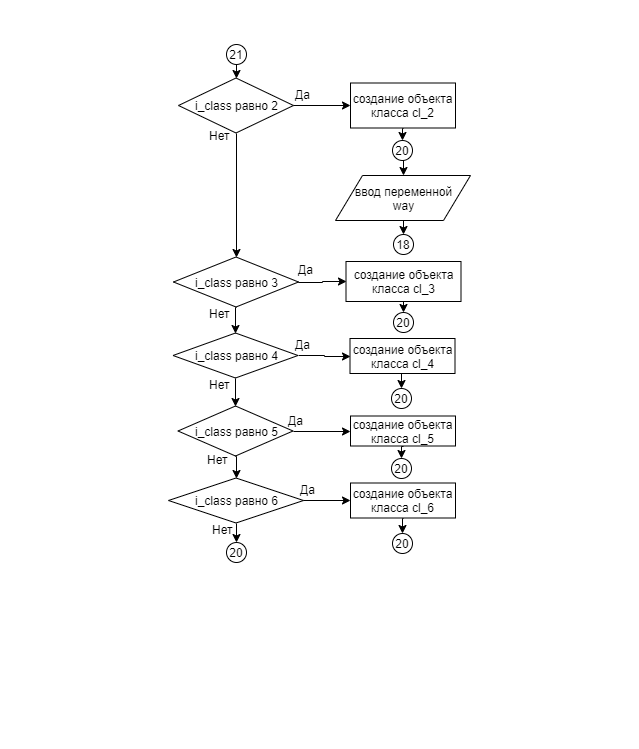 21
i_class равно 2
Да
создание объекта
класса cl_2
Нет
20
ввод переменной
way
18
i_class равно 3
Да
создание объекта
класса cl_3
Нет
20
i_class равно 4
Да
создание объекта
класса cl_4
Нет
20
i_class равно 5
Да
создание объекта
класса cl_5
Нет
20
i_class равно 6
Да
создание объекта
класса cl_6
Нет
20
20